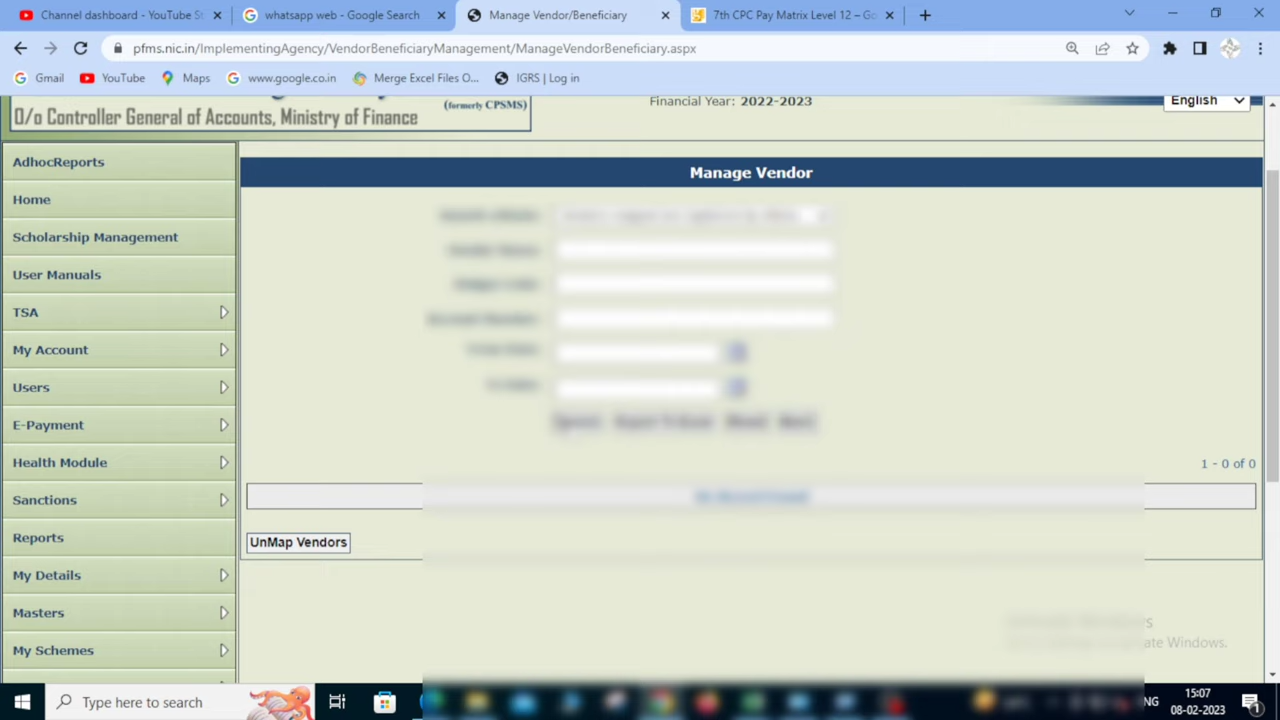 Channel dashboard - YouTube St
whatsapp web - Google Search
Manage Vendor/Beneficiary
7th CPC Pay Matrix Level 12 – Go
pfms.nic.in/ImplementingAgency/VendorBeneficiaryManagement/ManageVendorBeneficiary.aspx
Gmail
YouTube
Maps
www.google.co.in
Merge Excel Files O...
IGRS | Log in
(formerly CPSMS)
O/o Controller General of Accounts, Ministry of Finance
Financial Year: 2022-2023
English
AdhocReports
Home
Scholarship Management
User Manuals
TSA
My Account
Users
E-Payment
Health Module
Sanctions
Reports
My Details
Masters
My Schemes
Manage Vendor
1 - 0 of 0
UnMap Vendors
ate Windows.
Type here to search
NG
15:07
08-02-2023
1